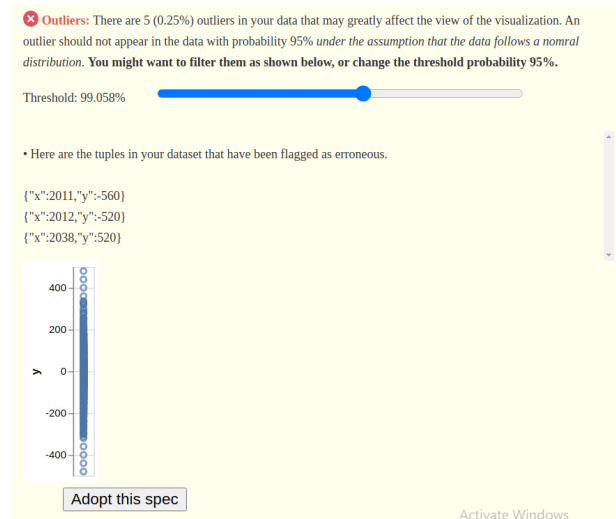 Outliers: There are 5 (0.25%) outliers in your data that may greatly affect the view of the visualization. An
outlier should not appear in the data with probability 95% under the assumption that the data follows a nomral
distribution. You might want to filter them as shown below, or change the threshold probability 95%.
Threshold: 99.058%
• Here are the tuples in your dataset that have been flagged as erroneous.
{"x":2011,"y":-560}
{"x":2012,"y":-520}
{"x":2038,"y":520}
400
200
y
0
-200
-400
Adopt this spec
Activate Windows